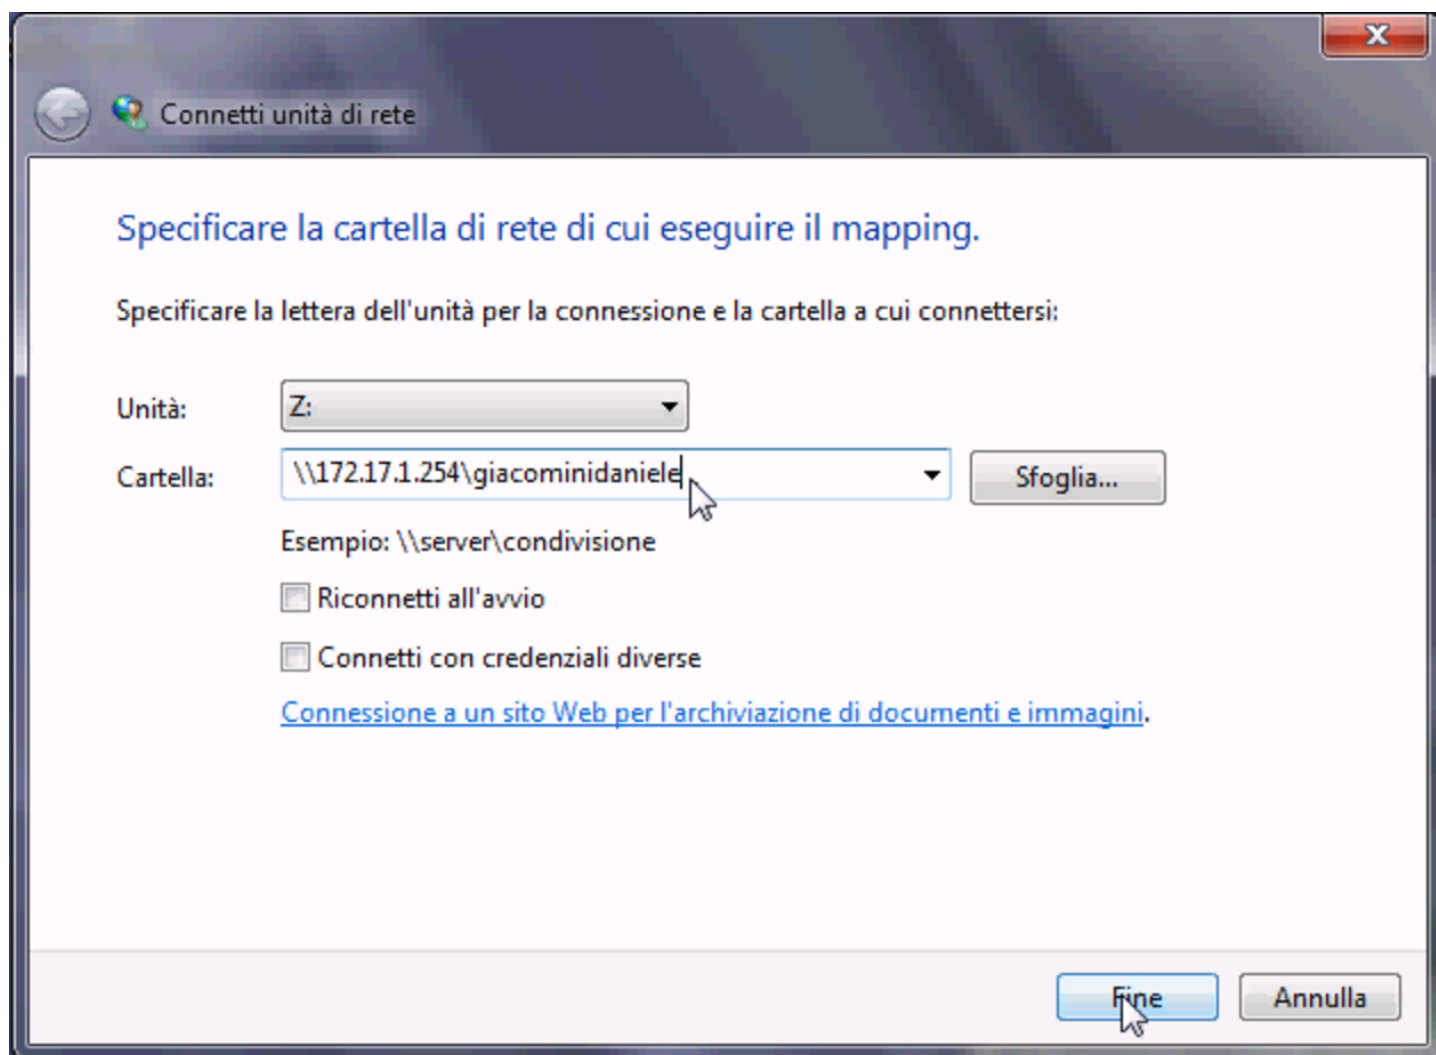 Connetti unità di rete
Specificare la cartella di rete di cui eseguire il mapping.
Specificare la lettera dell'unità per la connessione e la cartella a cui connettersi:
Unità: Z:
Cartella: \\172.17.1.254\giacominidaniele Sfoglia...
Esempio: \\server\condivisione
Riconnetti all'avvio
Connetti con credenziali diverse
Connessione a un sito Web per l'archiviazione di documenti e immagini.
Fine Annulla